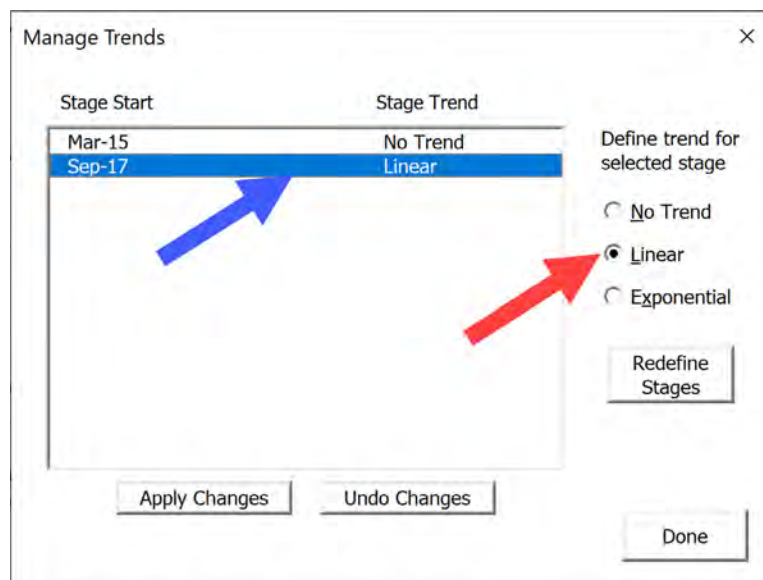 Manage Trends
Stage Start Stage Trend
Mar-15 No Trend
Sep-17 Linear
Define trend for
selected stage
No Trend
Linear
Exponential
Redefine
Stages
Apply Changes Undo Changes
Done